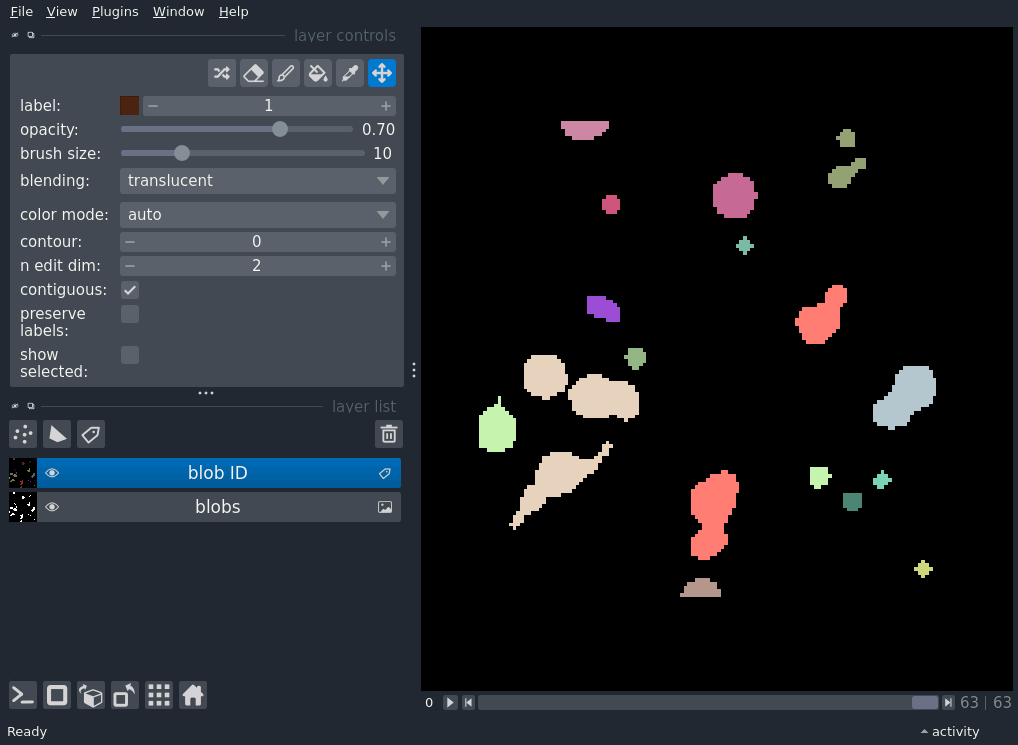 File View Plugins Window Help
layer controls
label: 1
opacity: 0.70
brush size: 10
blending: translucent
color mode: auto
contour: 0
n edit dim: 2
contiguous:
preserve
labels:
show
selected:
layer list
blob ID
blobs
0 63 | 63
Ready activity